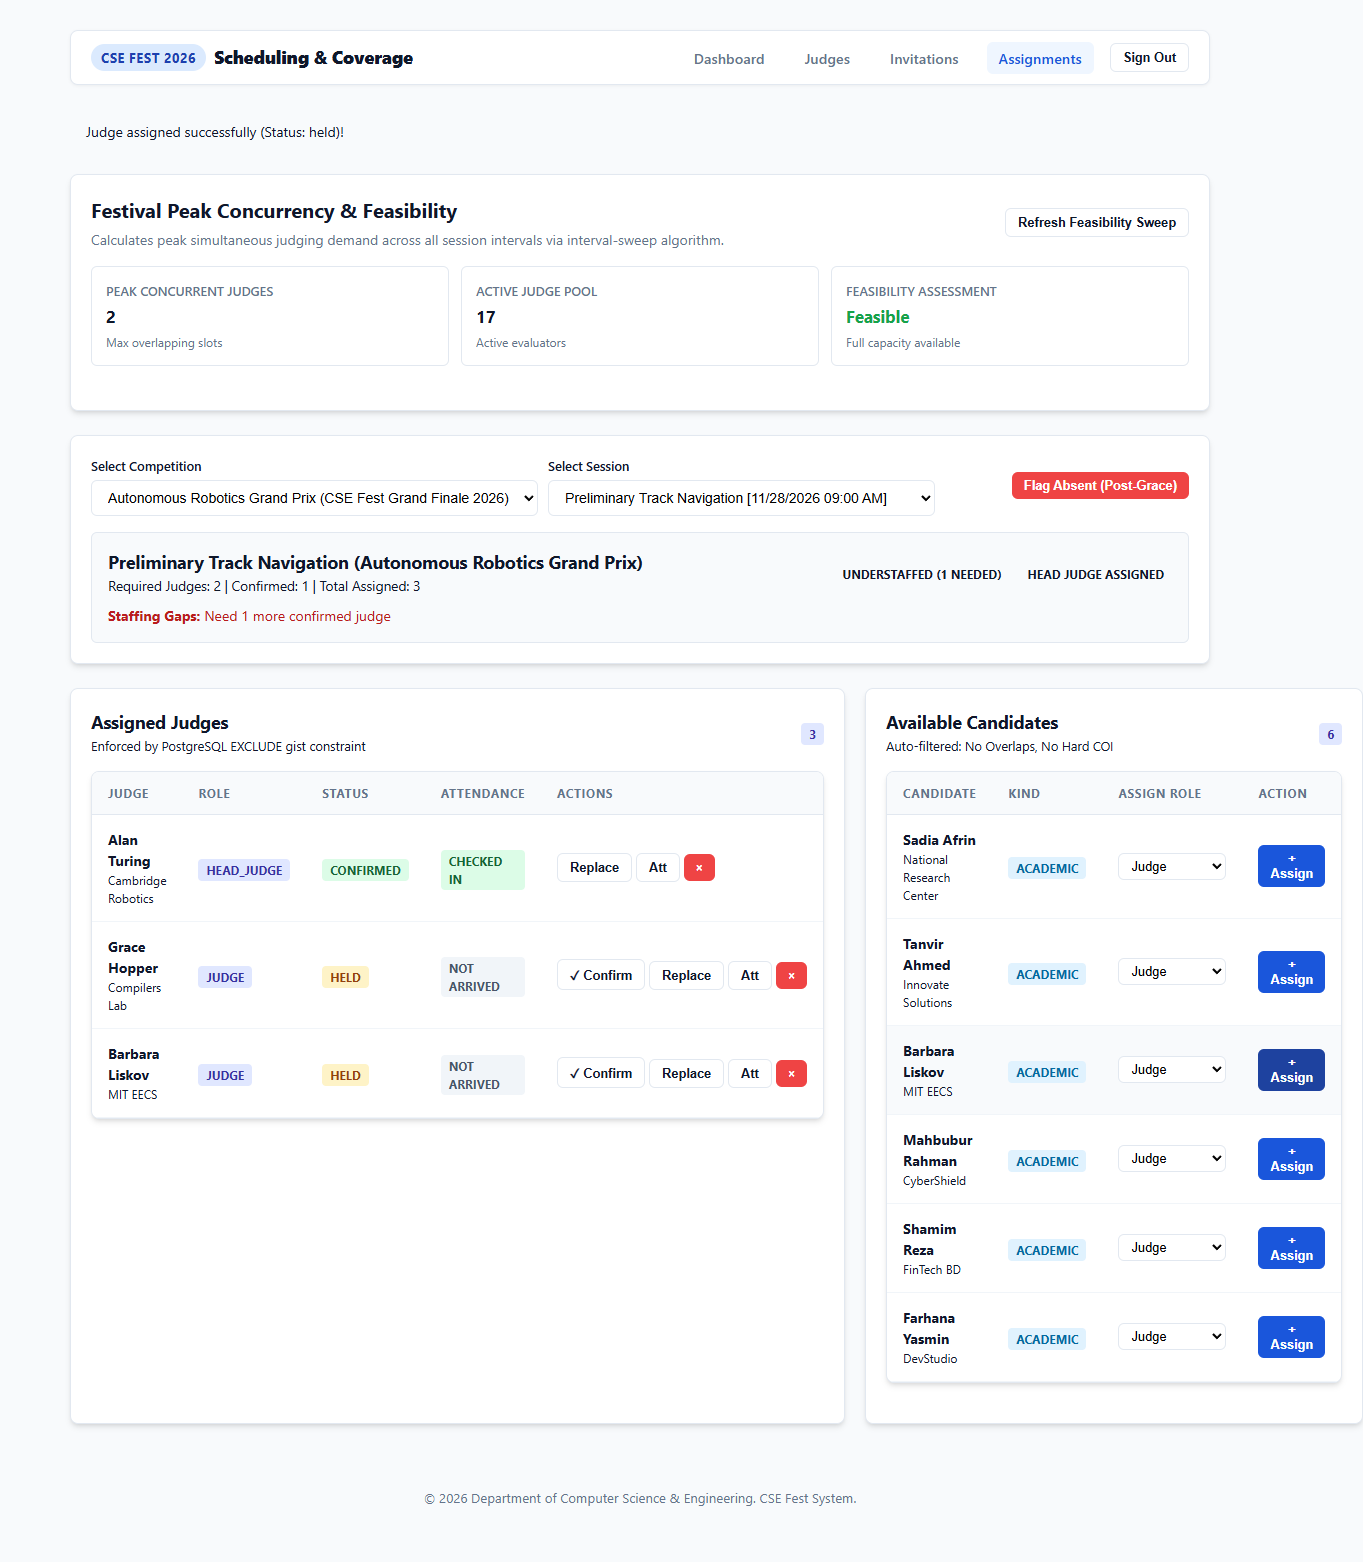 CSE FEST 2026 Scheduling & Coverage Dashboard Judges Invitations Assignments Sign Out
Judge assigned successfully (Status: held)!
Festival Peak Concurrency & Feasibility
Calculates peak simultaneous judging demand across all session intervals via interval-sweep algorithm.
Refresh Feasibility Sweep
PEAK CONCURRENT JUDGES
2
Max overlapping slots
ACTIVE JUDGE POOL
17
Active evaluators
FEASIBILITY ASSESSMENT
Feasible
Full capacity available
Select Competition
Autonomous Robotics Grand Prix (CSE Fest Grand Finale 2026)
Select Session
Preliminary Track Navigation [11/28/2026 09:00 AM]
Flag Absent (Post-Grace)
Preliminary Track Navigation (Autonomous Robotics Grand Prix)
Required Judges: 2 | Confirmed: 1 | Total Assigned: 3
Staffing Gaps: Need 1 more confirmed judge
UNDERSTAFFED (1 NEEDED) HEAD JUDGE ASSIGNED
Assigned Judges
Enforced by PostgreSQL EXCLUDE gist constraint
3
JUDGE ROLE STATUS ATTENDANCE ACTIONS
Alan
Turing
Cambridge
Robotics
HEAD_JUDGE
CONFIRMED
CHECKED
IN
Replace Att ×
Grace
Hopper
Compilers
Lab
JUDGE
HELD
NOT
ARRIVED
✓ Confirm Replace Att ×
Barbara
Liskov
MIT EECS
JUDGE
HELD
NOT
ARRIVED
✓ Confirm Replace Att ×
Available Candidates
Auto-filtered: No Overlaps, No Hard COI
6
CANDIDATE KIND ASSIGN ROLE ACTION
Sadia Afrin
National
Research
Center
ACADEMIC
Judge
+
Assign
Tanvir
Ahmed
Innovate
Solutions
ACADEMIC
Judge
+
Assign
Barbara
Liskov
MIT EECS
ACADEMIC
Judge
+
Assign
Mahbubur
Rahman
CyberShield
ACADEMIC
Judge
+
Assign
Shamim
Reza
FinTech BD
ACADEMIC
Judge
+
Assign
Farhana
Yasmin
DevStudio
ACADEMIC
Judge
+
Assign
© 2026 Department of Computer Science & Engineering. CSE Fest System.